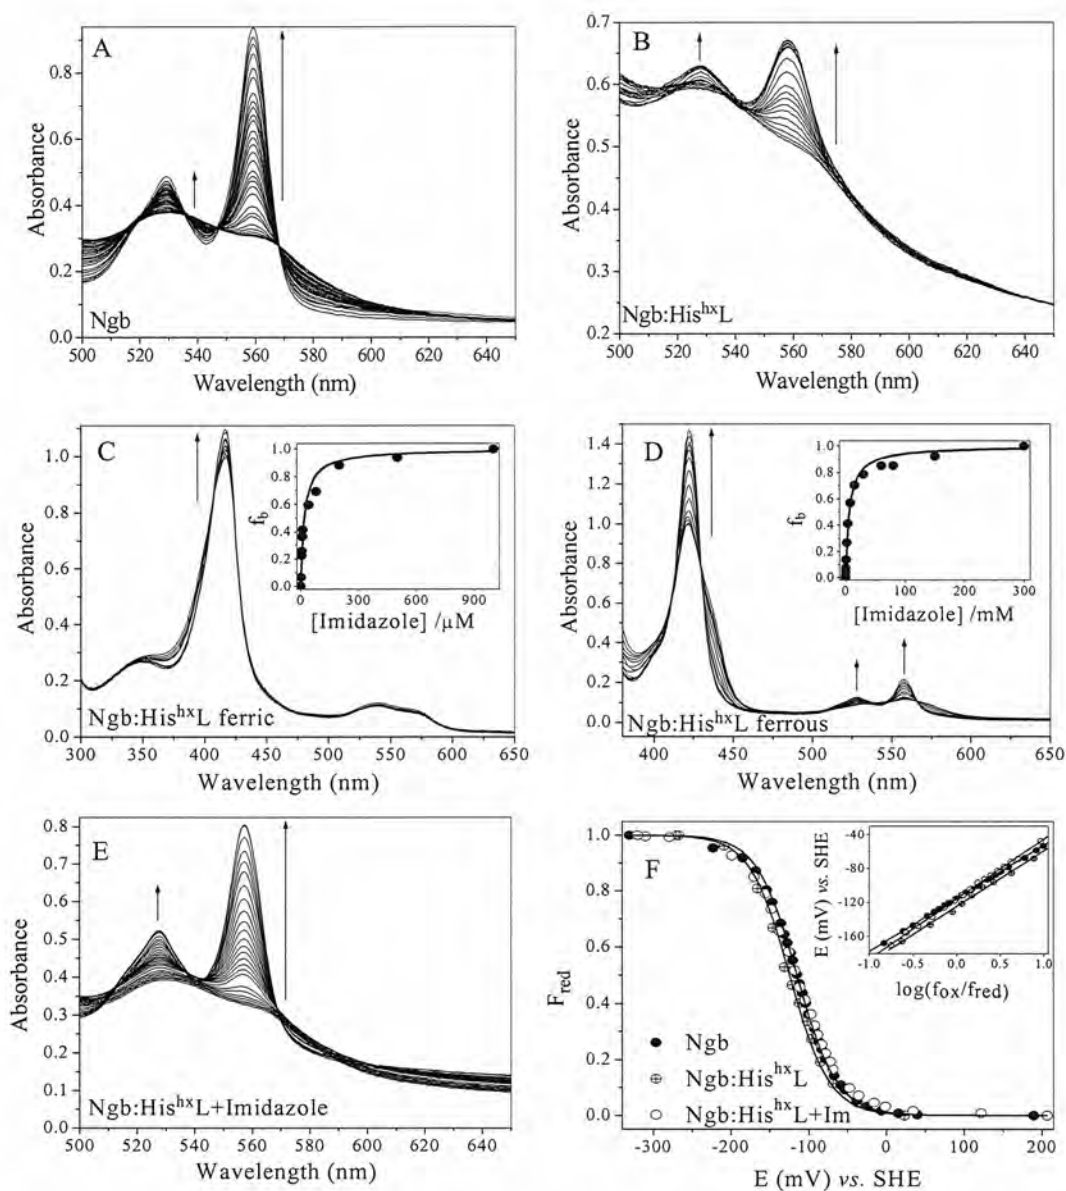 A
Absorbance
0.8
0.6
0.4
0.2
0.0
Ngb
500 520 540 560 580 600 620 640
Wavelength (nm)
B
Absorbance
0.7
0.6
0.5
0.4
0.3
0.2
Ngb:HishxL
500 520 540 560 580 600 620 640
Wavelength (nm)
C
Absorbance
1.0
0.8
0.6
0.4
0.2
0.0
fb
1.0
0.8
0.6
0.4
0.2
0.0
0 300 600 900
[Imidazole] /μM
Ngb:HishxL ferric
300 350 400 450 500 550 600 650
Wavelength (nm)
D
Absorbance
1.4
1.2
1.0
0.8
0.6
0.4
0.2
0.0
fb
1.0
0.8
0.6
0.4
0.2
0.0
0 100 200 300
[Imidazole] /mM
Ngb:HishxL ferrous
400 450 500 550 600 650
Wavelength (nm)
E
Absorbance
0.8
0.7
0.6
0.5
0.4
0.3
0.2
0.1
0.0
Ngb:HishxL+Imidazole
500 520 540 560 580 600 620 640
Wavelength (nm)
F
Fred
1.0
0.8
0.6
0.4
0.2
0.0
E (mV) vs. SHE
-40
-80
-120
-160
-1.0 -0.5 0.0 0.5 1.0
log(fox/fred)
Ngb
Ngb:HishxL
Ngb:HishxL+Im
-300 -200 -100 0 100 200
E (mV) vs. SHE